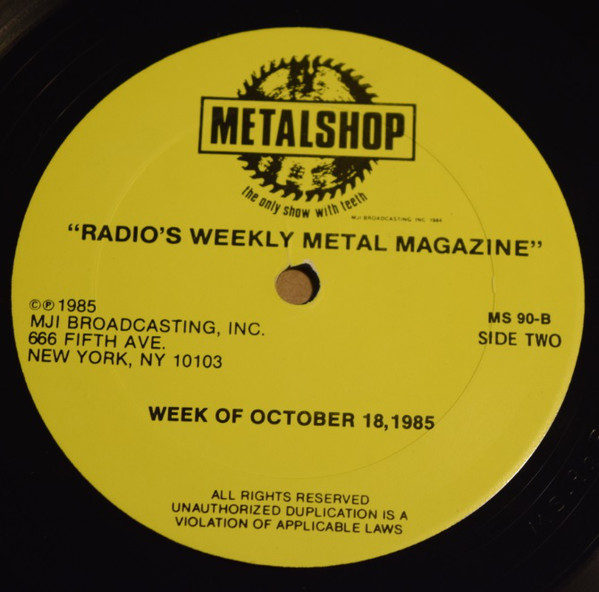 METALSHOP
the only show with teeth
MJI BROADCASTING, INC. 1984
"RADIO'S WEEKLY METAL MAGAZINE"
©℗ 1985
MJI BROADCASTING, INC.
666 FIFTH AVE.
NEW YORK, NY 10103
MS 90-B
SIDE TWO
WEEK OF OCTOBER 18,1985
ALL RIGHTS RESERVED
UNAUTHORIZED DUPLICATION IS A
VIOLATION OF APPLICABLE LAWS